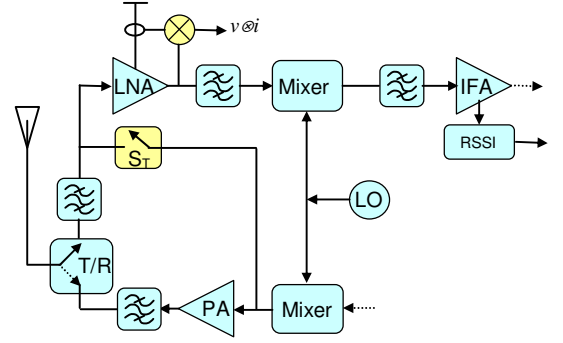 v⊗i
LNA
Mixer
IFA
RSSI
S_T
LO
T/R
PA
Mixer